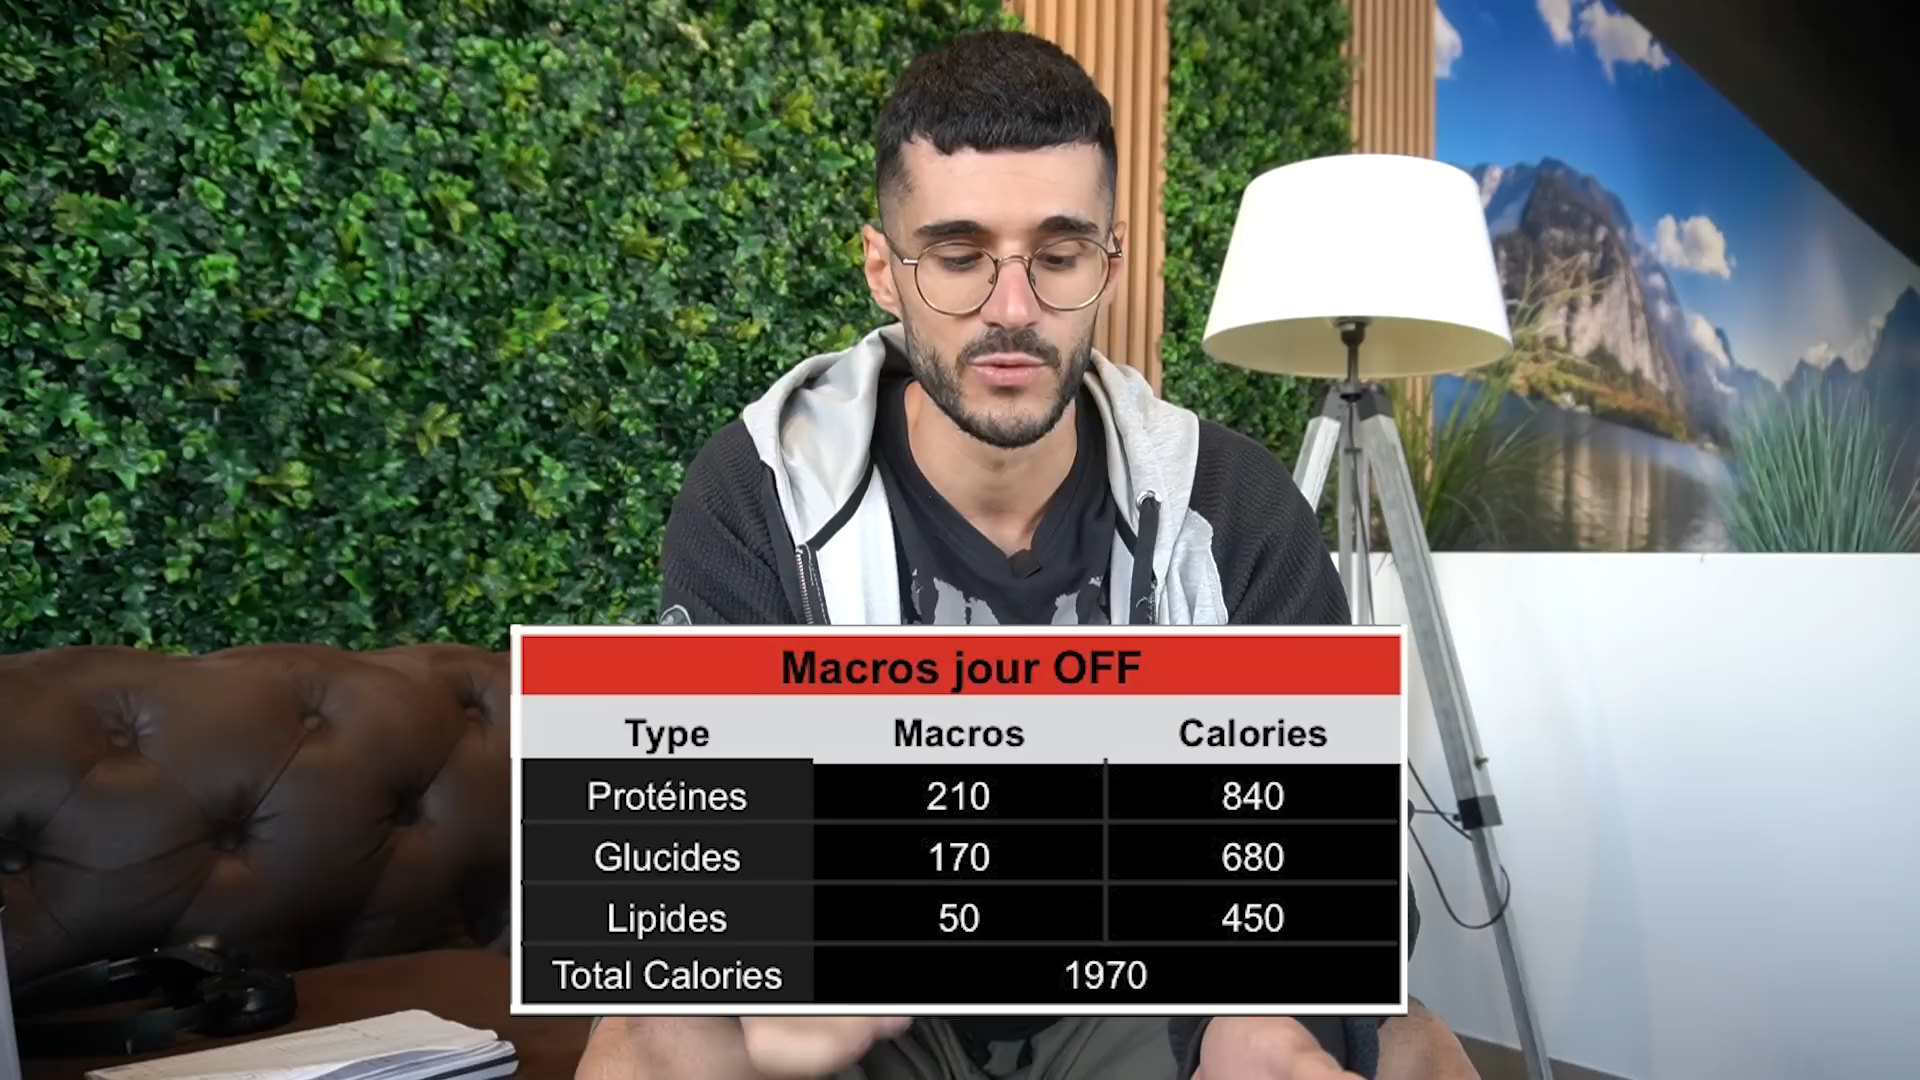 Macros jour OFF
Type Macros Calories
Protéines 210 840
Glucides 170 680
Lipides 50 450
Total Calories 1970